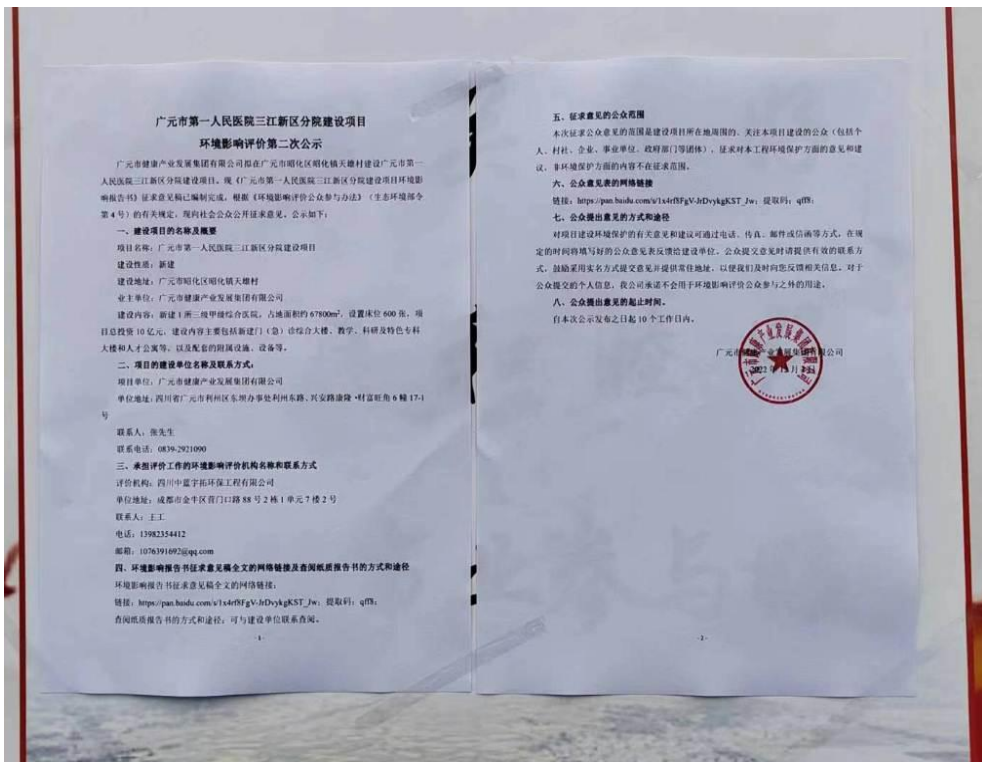 广元市第一人民医院三江新区分院建设项目
环境影响评价第二次公示
广元市健康产业发展集团有限公司拟在广元市昭化区昭化镇天雄村建设广元市第一
人民医院三江新区分院建设项目。现《广元市第一人民医院三江新区分院建设项目环境影
响报告书》征求意见稿已编制完成。根据《环境影响评价公众参与办法》（生态环境部令
第4号）的有关规定，现向社会公众公开征求意见。公示如下：
一、建设项目的名称及概要
项目名称：广元市第一人民医院三江新区分院建设项目
建设性质：新建
建设地址：广元市昭化区昭化镇天雄村
业主单位：广元市健康产业发展集团有限公司
建设内容：新建1所三级甲级综合医院，占地面积约67800m²，设置床位600张，项
目总投资10亿元，建设内容主要包括新建门（急）诊综合大楼、教学、科研及特色专科
大楼和人才公寓等，以及配套的附属设施、设备等。
二、项目的建设单位名称及联系方式：
项目单位：广元市健康产业发展集团有限公司
单位地址：四川省广元市利州区东坝办事处利州东路、兴安路康隆·财富旺角6幢17-1
号
联系人：张先生
联系电话：0839-2921090
三、承担评价工作的环境影响评价机构名称和联系方式
评价机构：四川中蓝宇拓环保工程有限公司
单位地址：成都市金牛区营门口路88号2栋1单元7楼2号
联系人：王工
电话：13982354412
邮箱：1076391692@qq.com
四、环境影响报告书征求意见稿全文的网络链接及查阅纸质报告书的方式和途径
环境影响报告书征求意见稿全文的网络链接：
链接：https://pan.baidu.com/s/1x4rf8FgV-JrDvykgKST_Jw；提取码：qff8；
查阅纸质报告书的方式和途径：可与建设单位联系查阅。
-1-
五、征求意见的公众范围
本次征求公众意见的范围是建设项目所在地周围的、关注本项目建设的公众（包括个
人、村社、企业、事业单位、政府部门等团体），征求对本工程环境保护方面的意见和建
议，非环境保护方面的内容不在征求范围。
六、公众意见表的网络链接
链接：https://pan.baidu.com/s/1x4rf8FgV-JrDvykgKST_Jw；提取码：qff8；
七、公众提出意见的方式和途径
对项目建设环境保护的有关意见和建议可通过电话、传真、邮件或信函等方式，在规
定的时间将填写好的公众意见表反馈给建设单位，公众提交意见时请提供有效的联系方
式。鼓励采用实名方式提交意见并提供常住地址，以便我们及时向您反馈相关信息。对于
公众提交的个人信息，我公司承诺不会用于环境影响评价公众参与之外的用途。
八、公众提出意见的起止时间。
自本次公示发布之日起10个工作日内。
广元市健康产业发展集团有限公司
-2-